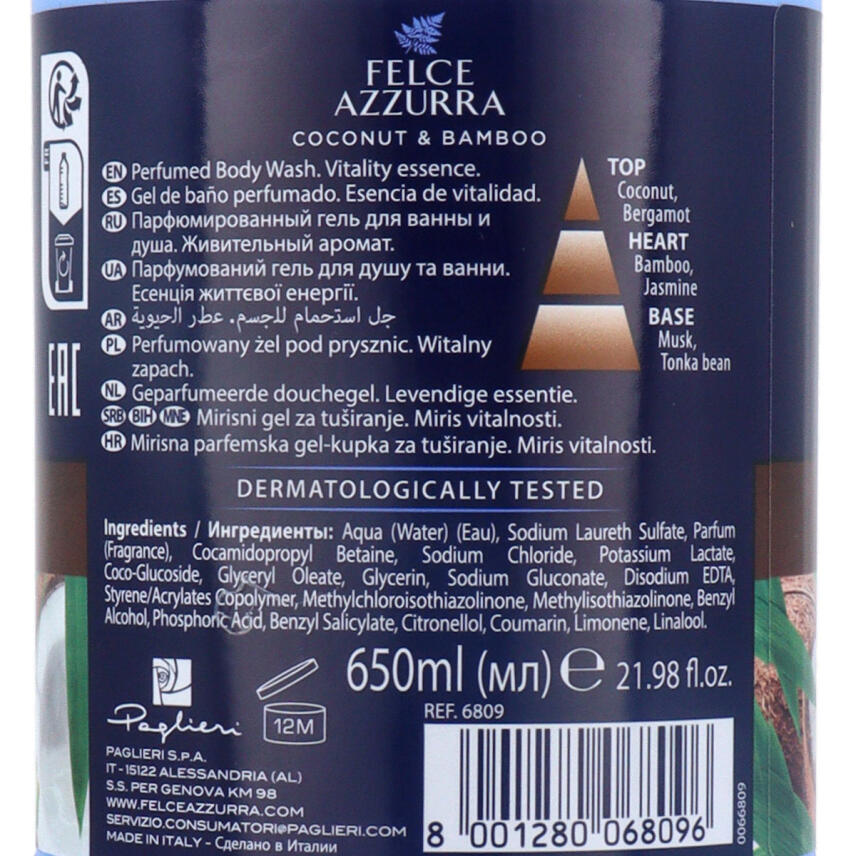 FELCE
AZZURRA
COCONUT & BAMBOO
EN Perfumed Body Wash. Vitality essence.
ES Gel de baño perfumado. Esencia de vitalidad.
RU Парфюмированный гель для ванны и
душа. Живительный аромат.
UA Парфумований гель для душу та ванни.
Есенція життєвої енергії.
AR جل استحمام للجسم. عطر الحيوية
PL Perfumowany żel pod prysznic. Witalny
zapach.
NL Geparfumeerde douchegel. Levendige essentie.
SRB BIH MNE Mirisni gel za tuširanje. Miris vitalnosti.
HR Mirisna parfemska gel-kupka za tuširanje. Miris vitalnosti.
TOP
Coconut,
Bergamot
HEART
Bamboo,
Jasmine
BASE
Musk,
Tonka bean
FR
EAC
DERMATOLOGICALLY TESTED
Ingredients / Ингредиенты: Aqua (Water) (Eau), Sodium Laureth Sulfate, Parfum
(Fragrance), Cocamidopropyl Betaine, Sodium Chloride, Potassium Lactate,
Coco-Glucoside, Glyceryl Oleate, Glycerin, Sodium Gluconate, Disodium EDTA,
Styrene/Acrylates Copolymer, Methylchloroisothiazolinone, Methylisothiazolinone, Benzyl
Alcohol, Phosphoric Acid, Benzyl Salicylate, Citronellol, Coumarin, Limonene, Linalool.
650ml (мл) e 21.98 fl.oz.
REF. 6809
12M
Paglieri
PAGLIERI S.P.A.
IT - 15122 ALESSANDRIA (AL)
S.S. PER GENOVA KM 98
WWW.FELCEAZZURRA.COM
SERVIZIO.CONSUMATORI@PAGLIERI.COM
MADE IN ITALY - Сделано в Италии
8 001280 068096
0066809